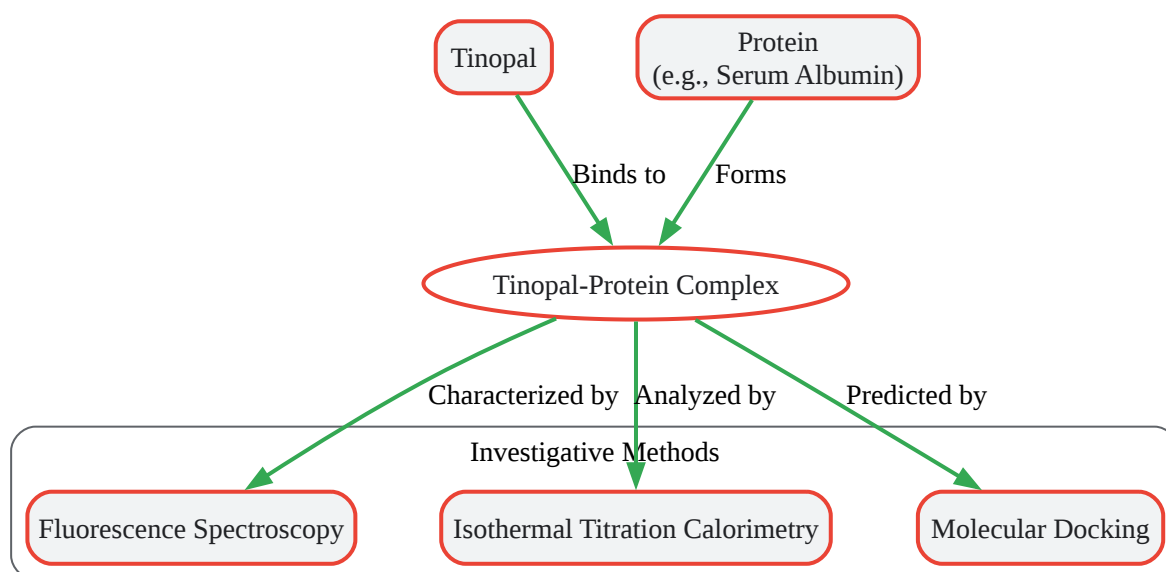 Tinopal
Protein
(e.g., Serum Albumin)
Binds to
Forms
Tinopal-Protein Complex
Characterized by
Analyzed by
Predicted by
Investigative Methods
Fluorescence Spectroscopy
Isothermal Titration Calorimetry
Molecular Docking